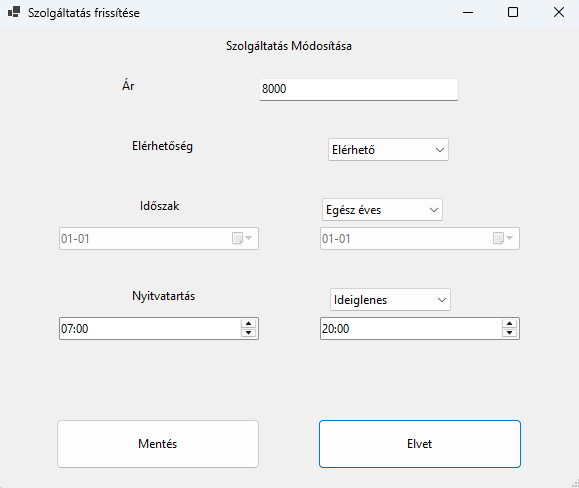 Szolgáltatás frissítése
Szolgáltatás Módosítása
Ár
8000
Elérhetőség
Elérhető
Időszak
Egész éves
01-01
01-01
Nyitvatartás
Ideiglenes
07:00
20:00
Mentés
Elvet